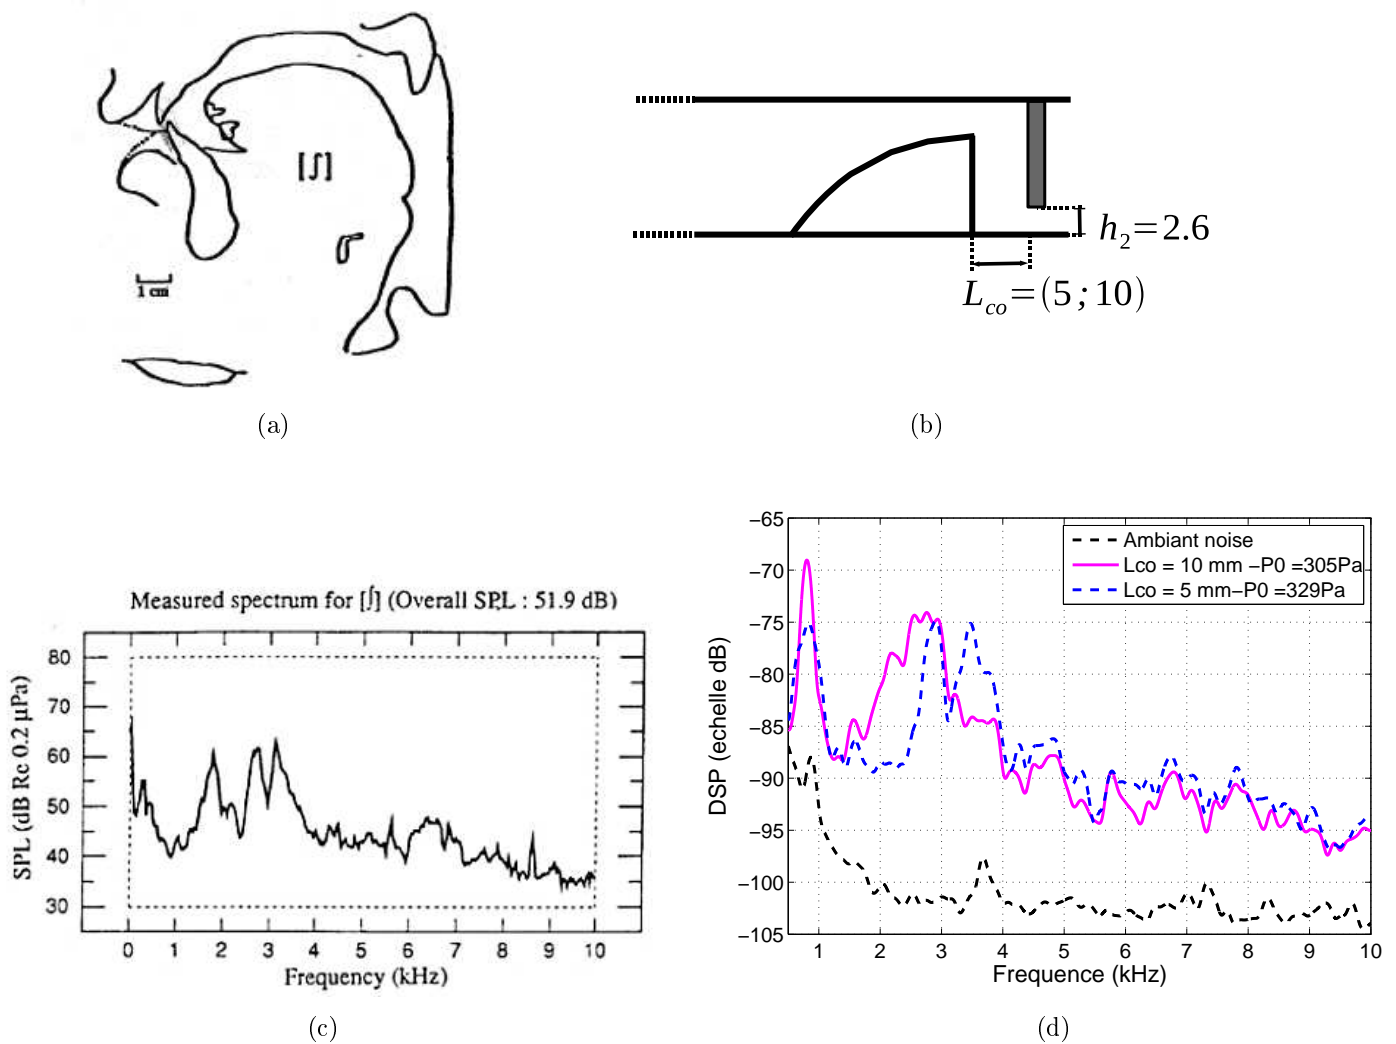 [ʃ]
1 cm
h2=2.6
Lco=(5;10)
(a)
(b)
Measured spectrum for [ʃ] (Overall SPL : 51.9 dB)
80
70
60
50
40
30
SPL (dB Re 0.2 µPa)
0 1 2 3 4 5 6 7 8 9 10
Frequency (kHz)
(c)
−65
−70
−75
−80
−85
−90
−95
−100
−105
DSP (echelle dB)
Ambiant noise
Lco = 10 mm −P0 =305Pa
Lco = 5 mm−P0 =329Pa
1 2 3 4 5 6 7 8 9 10
Frequence (kHz)
(d)